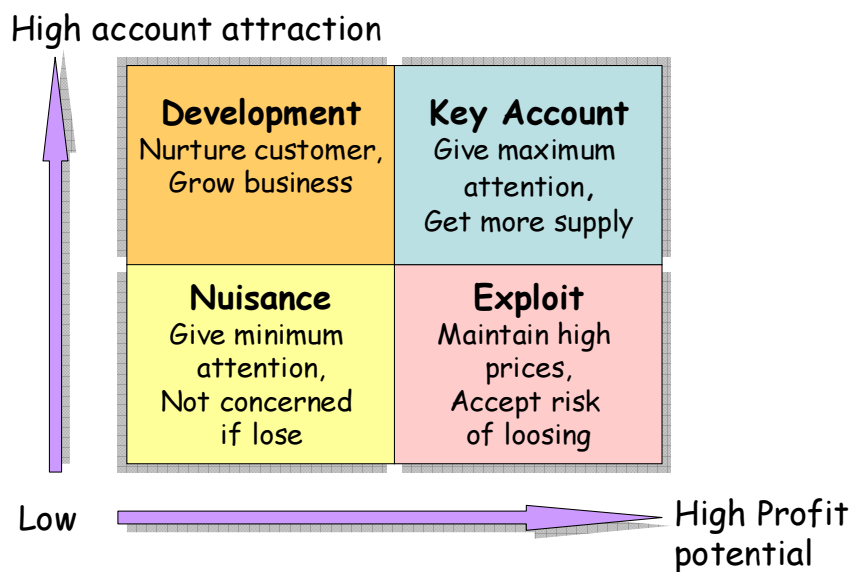 High account attraction
Development
Nurture customer,
Grow business
Key Account
Give maximum
attention,
Get more supply
Nuisance
Give minimum
attention,
Not concerned
if lose
Exploit
Maintain high
prices,
Accept risk
of loosing
Low
High Profit
potential